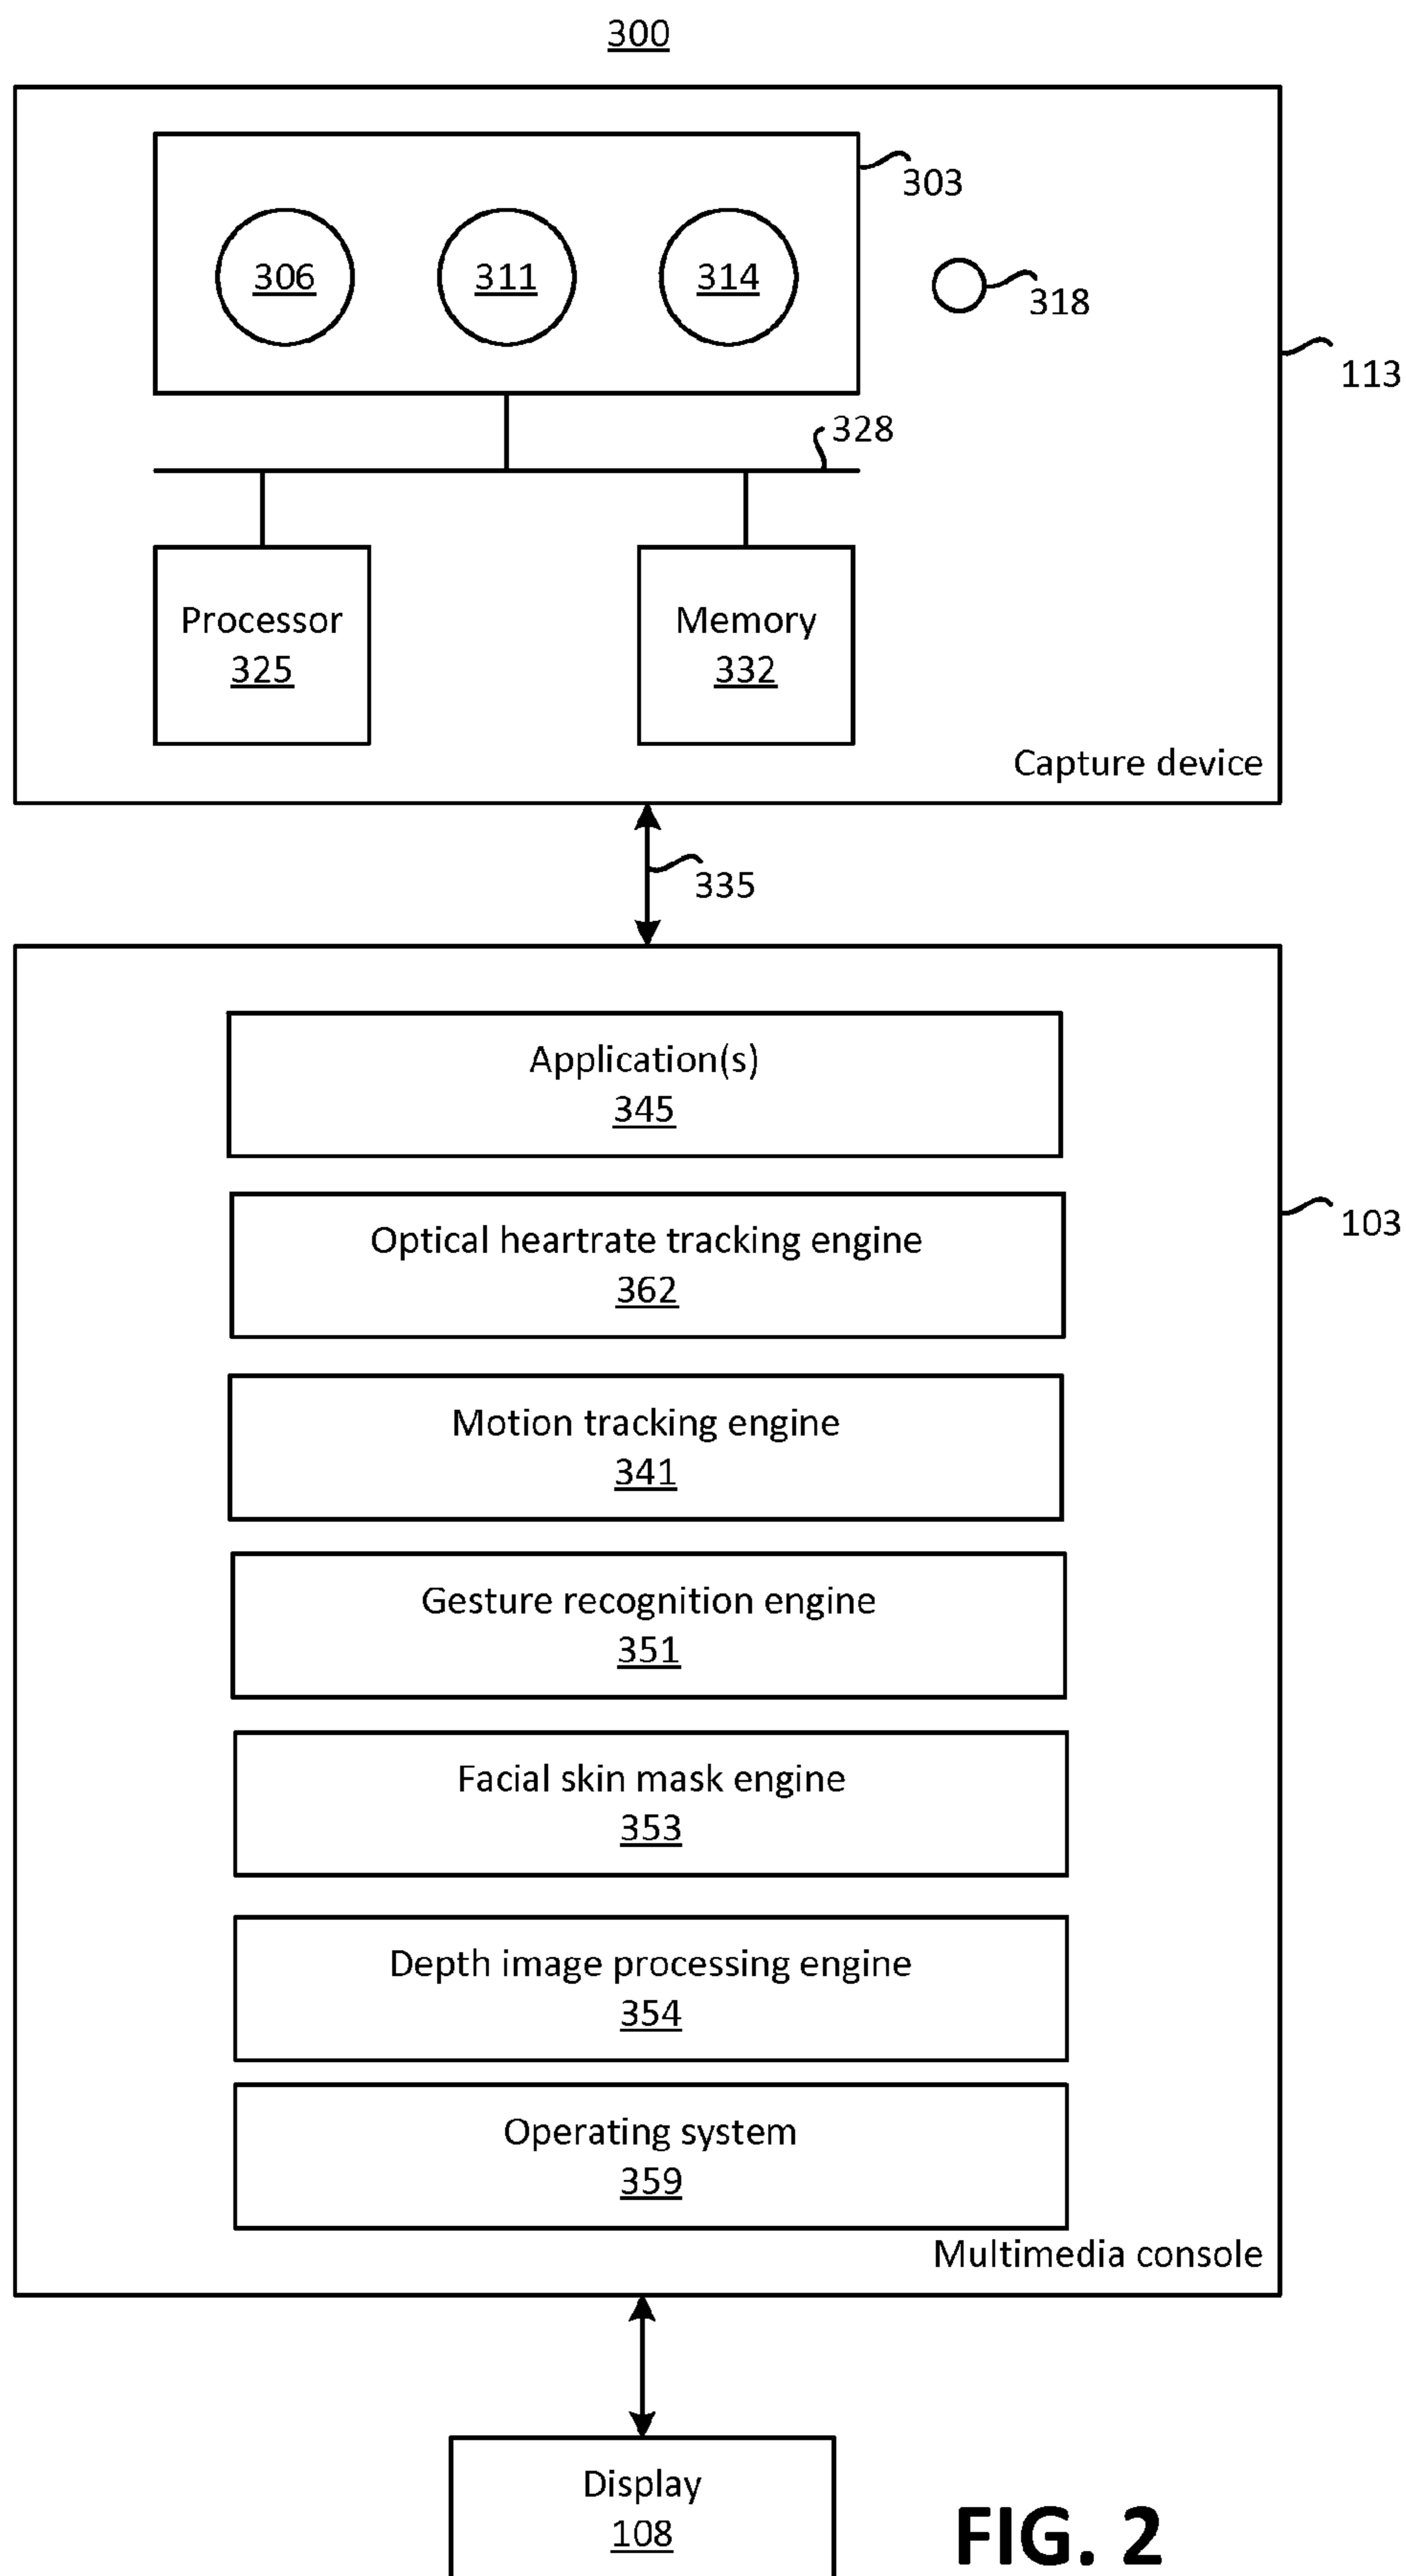 300
303
306
311
314
318
113
328
Processor
325
Memory
332
Capture device
335
Application(s)
345
Optical heartrate tracking engine
362
103
Motion tracking engine
341
Gesture recognition engine
351
Facial skin mask engine
353
Depth image processing engine
354
Operating system
359
Multimedia console
Display
108
FIG. 2